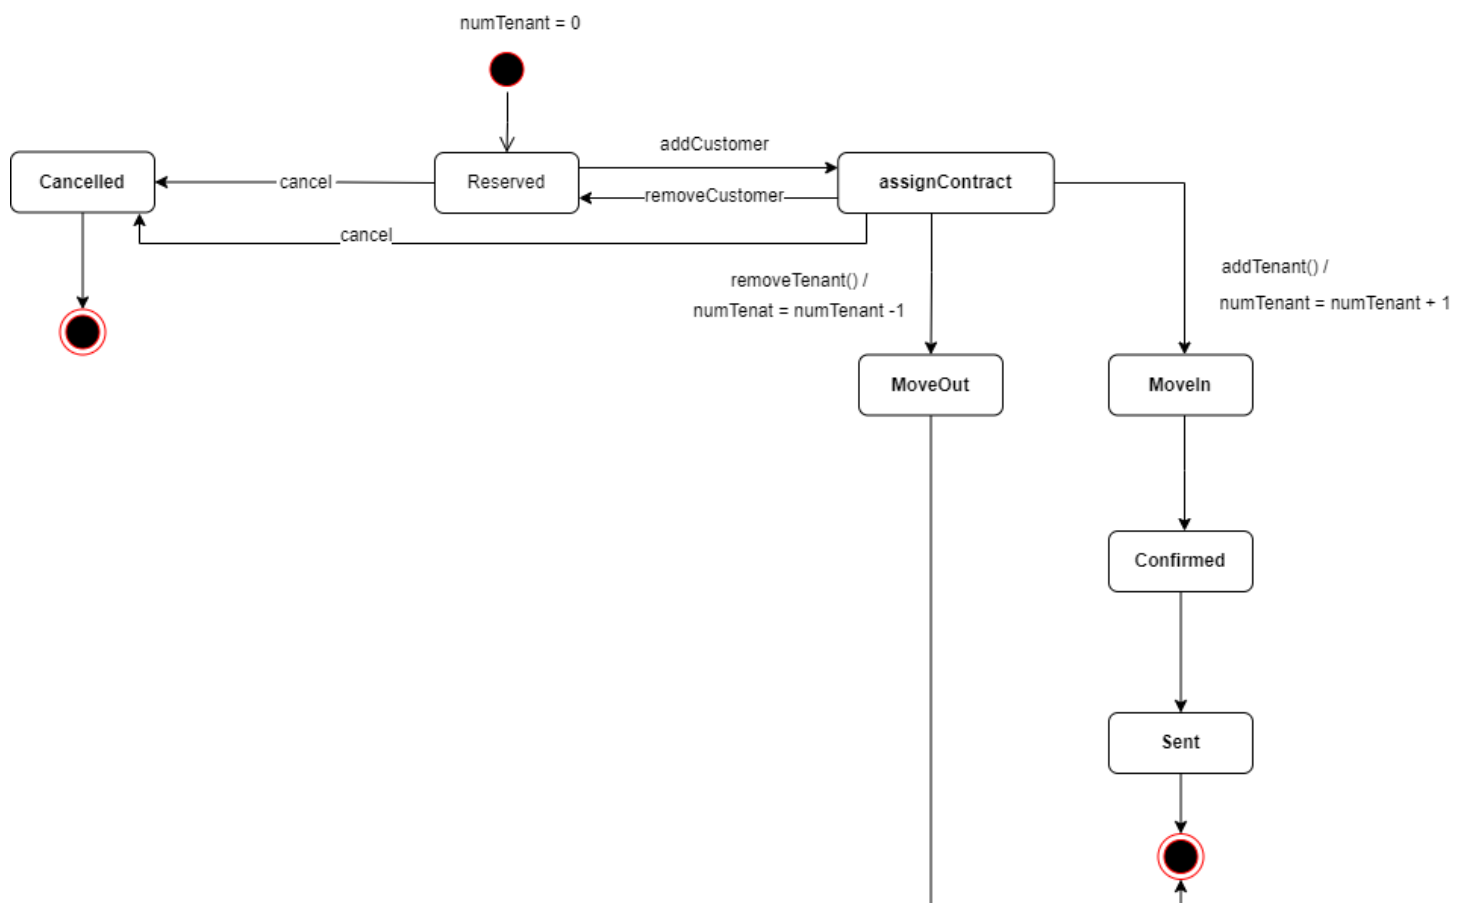 numTenant = 0
addCustomer
Cancelled
cancel
Reserved
assignContract
removeCustomer
cancel
removeTenant() /
numTenat = numTenant -1
addTenant() /
numTenant = numTenant + 1
MoveOut
MoveIn
Confirmed
Sent